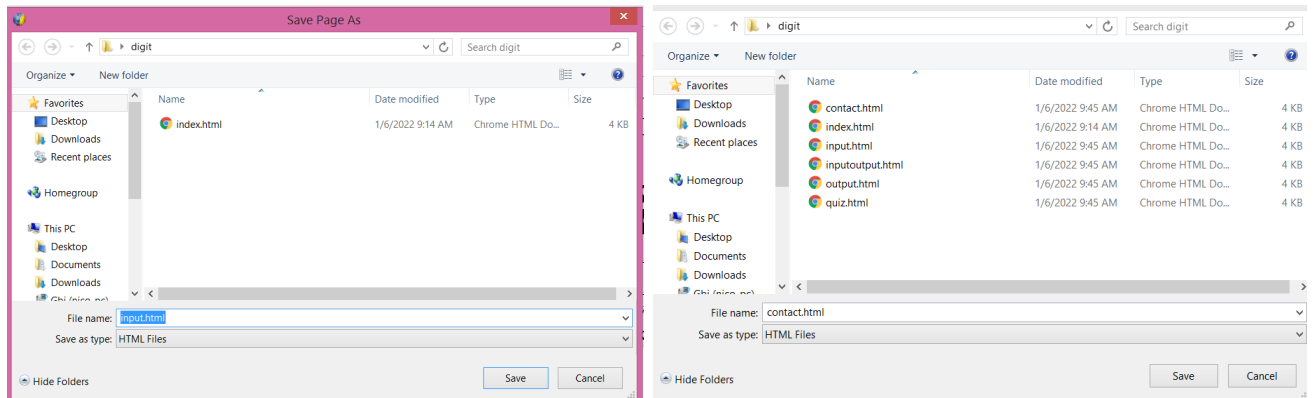 Save Page As
digit
Search digit
Organize
New folder
Favorites
Desktop
Downloads
Recent places
Homegroup
This PC
Desktop
Documents
Downloads
Name Date modified Type Size
index.html 1/6/2022 9:14 AM Chrome HTML Do... 4 KB
File name: input.html
Save as type: HTML Files
Hide Folders
Save
Cancel
digit
Search digit
Organize
New folder
Favorites
Desktop
Downloads
Recent places
Homegroup
This PC
Desktop
Documents
Downloads
Name Date modified Type Size
contact.html 1/6/2022 9:45 AM Chrome HTML Do... 4 KB
index.html 1/6/2022 9:14 AM Chrome HTML Do... 4 KB
input.html 1/6/2022 9:45 AM Chrome HTML Do... 4 KB
inputoutput.html 1/6/2022 9:45 AM Chrome HTML Do... 4 KB
output.html 1/6/2022 9:45 AM Chrome HTML Do... 4 KB
quiz.html 1/6/2022 9:45 AM Chrome HTML Do... 4 KB
File name: contact.html
Save as type: HTML Files
Hide Folders
Save
Cancel